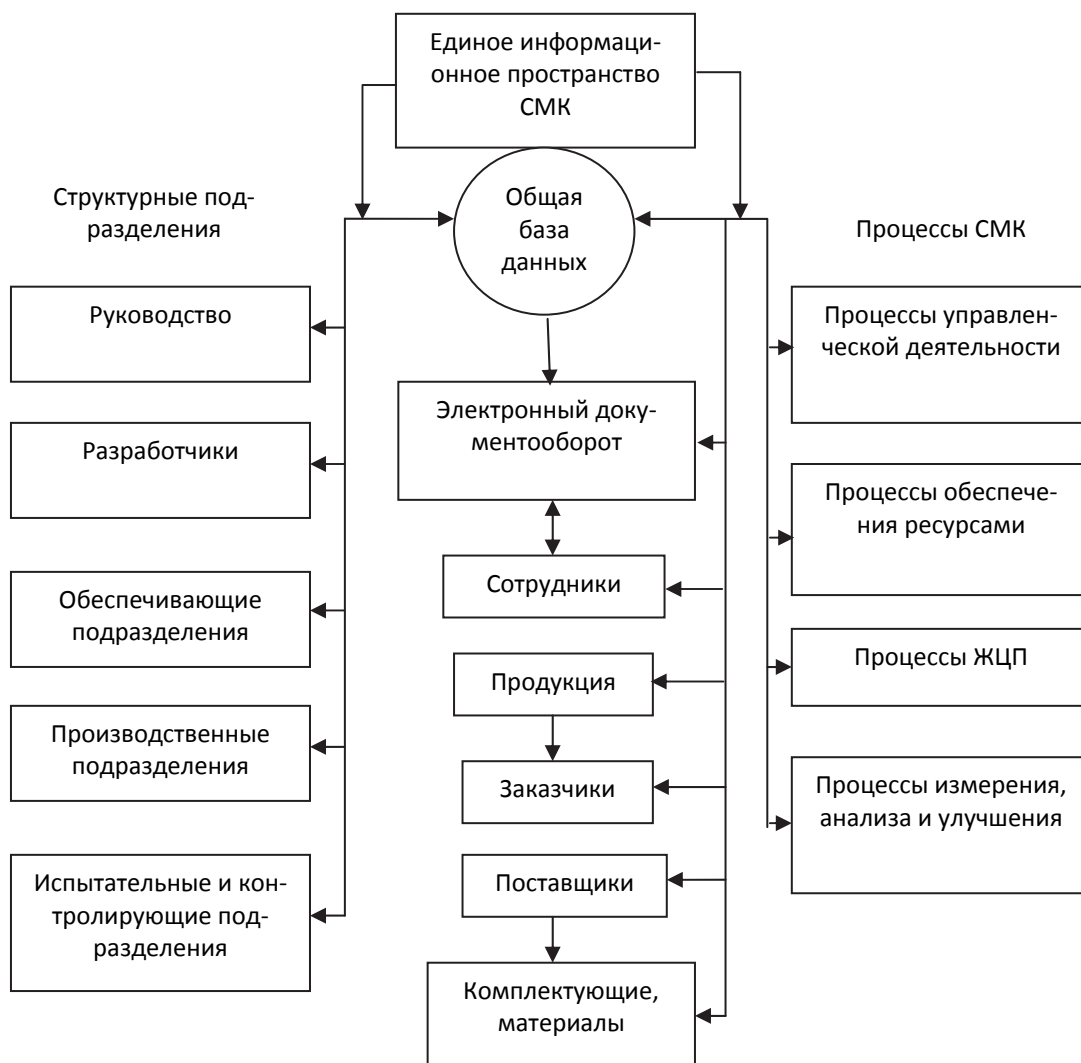 Единое информаци-
онное пространство
СМК
Структурные под-
разделения
Общая
база
данных
Процессы СМК
Руководство
Разработчики
Обеспечивающие
подразделения
Производственные
подразделения
Испытательные и кон-
тролирующие под-
разделения
Электронный доку-
ментооборот
Сотрудники
Продукция
Заказчики
Поставщики
Комплектующие,
материалы
Процессы управлен-
ческой деятельности
Процессы обеспече-
ния ресурсами
Процессы ЖЦП
Процессы измерения,
анализа и улучшения